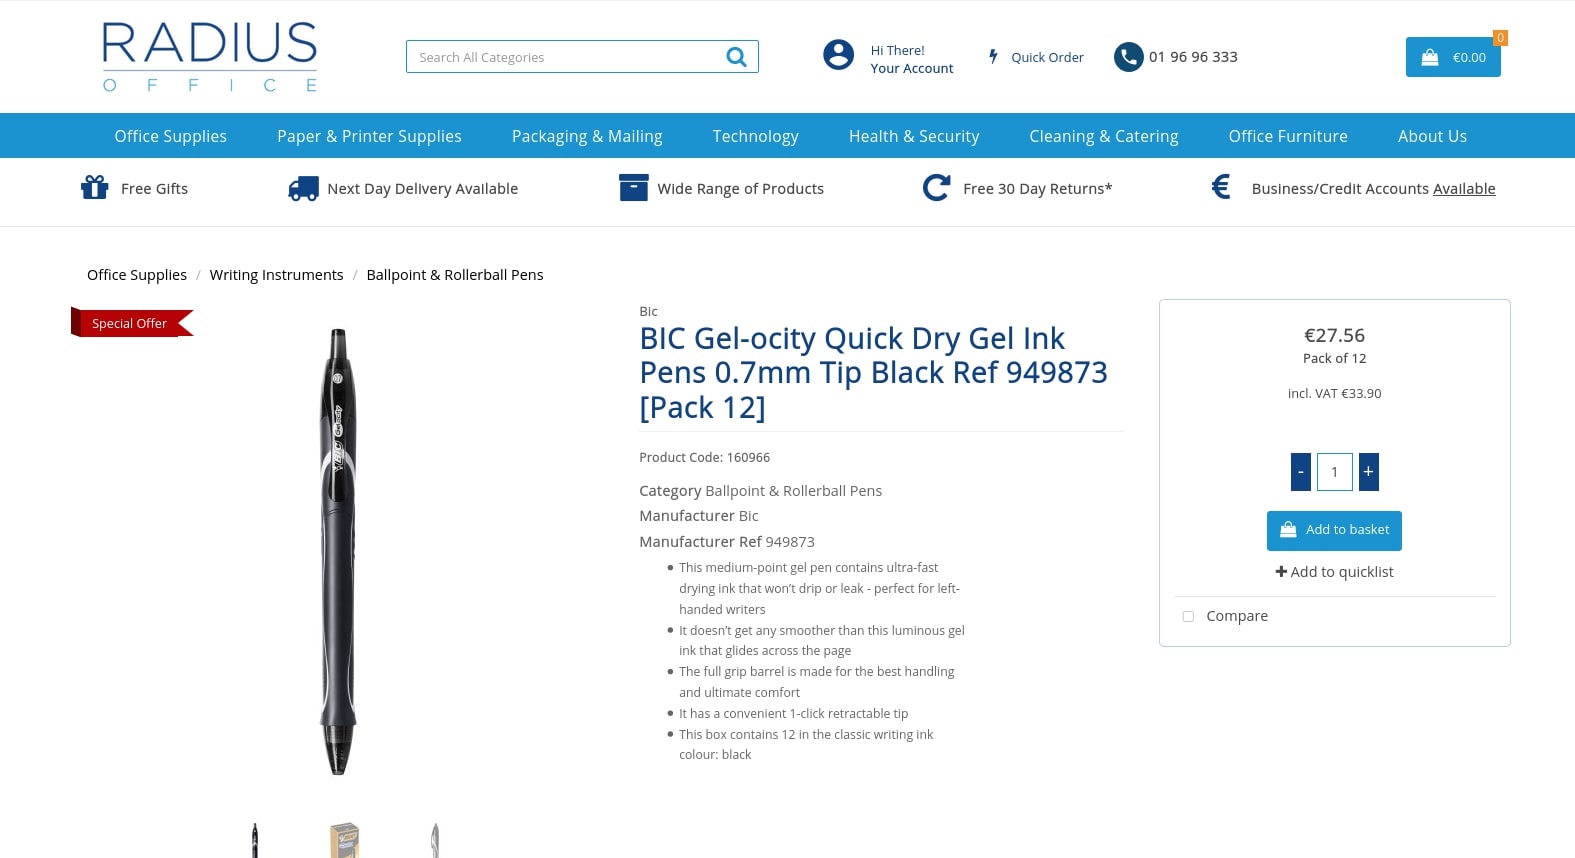 RADIUS
OFFICE
Search All Categories
Hi There!
Your Account
Quick Order
01 96 96 333
0
€0.00
Office Supplies
Paper & Printer Supplies
Packaging & Mailing
Technology
Health & Security
Cleaning & Catering
Office Furniture
About Us
Free Gifts
Next Day Delivery Available
Wide Range of Products
Free 30 Day Returns*
Business/Credit Accounts Available
Office Supplies / Writing Instruments / Ballpoint & Rollerball Pens
Special Offer
BIC Gel-ocity
Bic
BIC Gel-ocity Quick Dry Gel Ink
Pens 0.7mm Tip Black Ref 949873
[Pack 12]
Product Code: 160966
Category Ballpoint & Rollerball Pens
Manufacturer Bic
Manufacturer Ref 949873
This medium-point gel pen contains ultra-fast
drying ink that won’t drip or leak - perfect for left-
handed writers
It doesn’t get any smoother than this luminous gel
ink that glides across the page
The full grip barrel is made for the best handling
and ultimate comfort
It has a convenient 1-click retractable tip
This box contains 12 in the classic writing ink
colour: black
€27.56
Pack of 12
incl. VAT €33.90
- 1 +
Add to basket
Add to quicklist
Compare